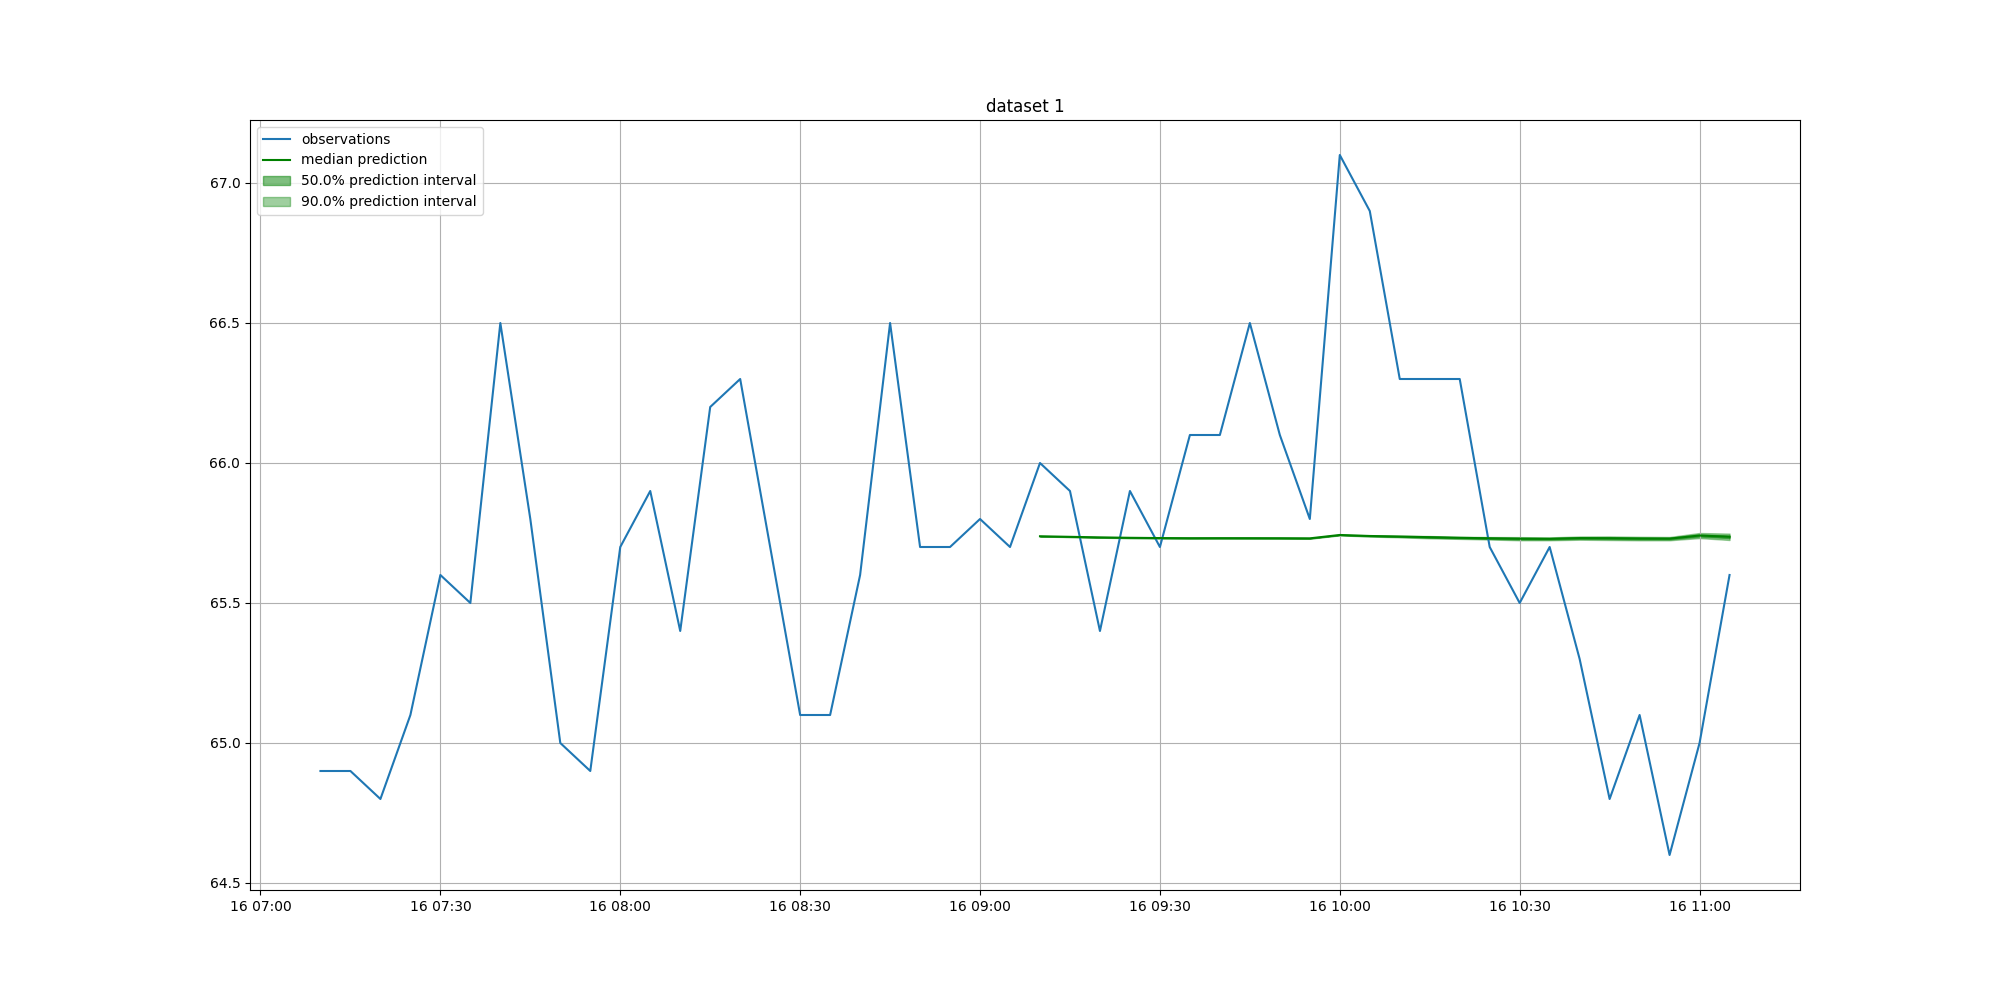 dataset 1
observations
median prediction
50.0% prediction interval
90.0% prediction interval
67.0
66.5
66.0
65.5
65.0
64.5
16 07:00 16 07:30 16 08:00 16 08:30 16 09:00 16 09:30 16 10:00 16 10:30 16 11:00